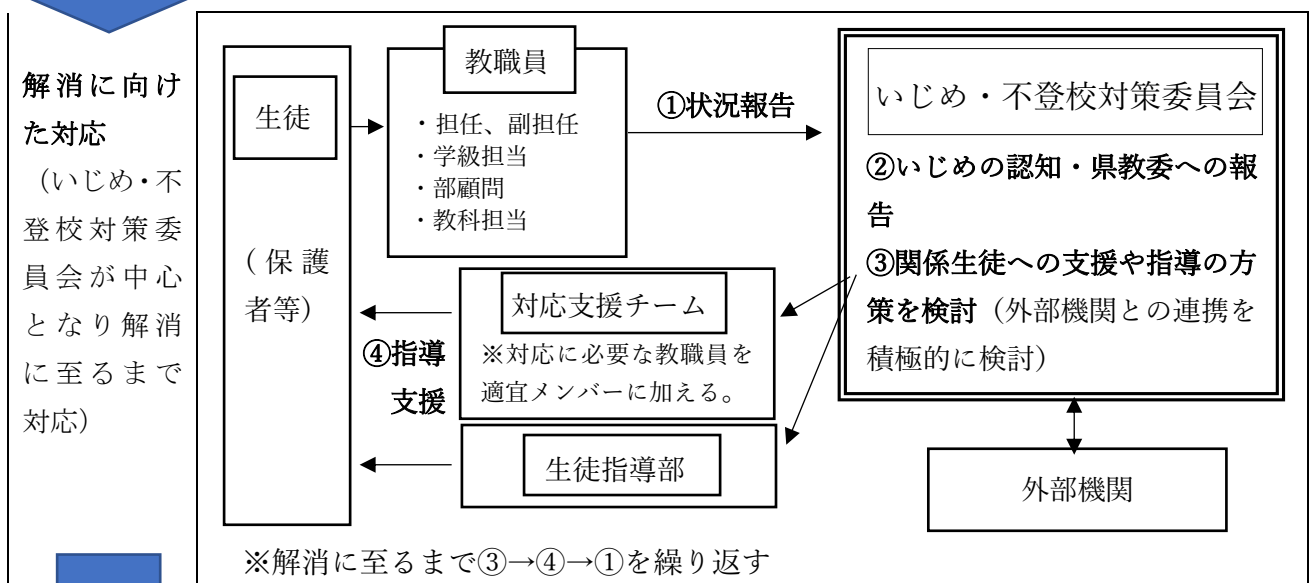 解消に向け
た対応
（いじめ・不
登校対策委
員会が中心
となり解消
に至るまで
対応）
生徒
（保護
者等）
教職員
・担任、副担任
・学級担当
・部顧問
・教科担当
①状況報告
いじめ・不登校対策委員会
②いじめの認知・県教委への報
告
③関係生徒への支援や指導の方
策を検討（外部機関との連携を
積極的に検討）
対応支援チーム
※対応に必要な教職員を
適宜メンバーに加える。
④指導
支援
生徒指導部
外部機関
※解消に至るまで③→④→①を繰り返す